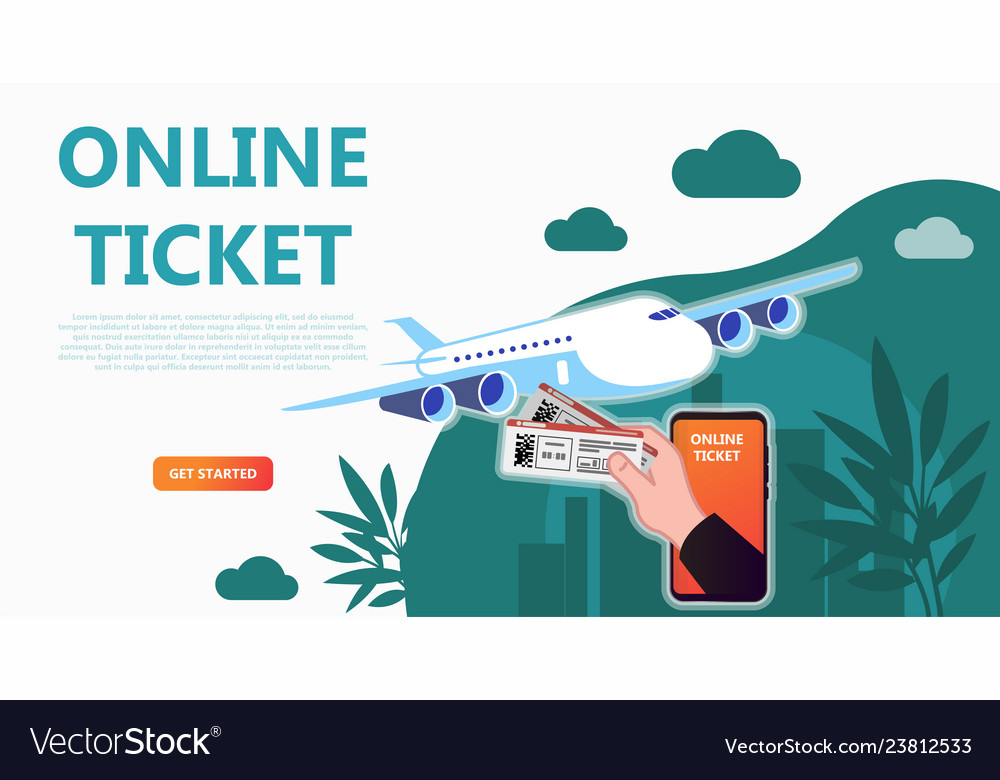 ONLINE
TICKET
Lorem ipsum dolor sit amet, consectetur adipiscing elit, sed do eiusmod
tempor incididunt ut labore et dolore magna aliqua. Ut enim ad minim veniam,
quis nostrud exercitation ullamco laboris nisi ut aliquip ex ea commodo
consequat. Duis aute irure dolor in reprehenderit in voluptate velit esse cillum
dolore eu fugiat nulla pariatur. Excepteur sint occaecat cupidatat non proident,
sunt in culpa qui officia deserunt mollit anim id est laborum.
GET STARTED
ONLINE
TICKET
VectorStock®
VectorStock.com/23812533